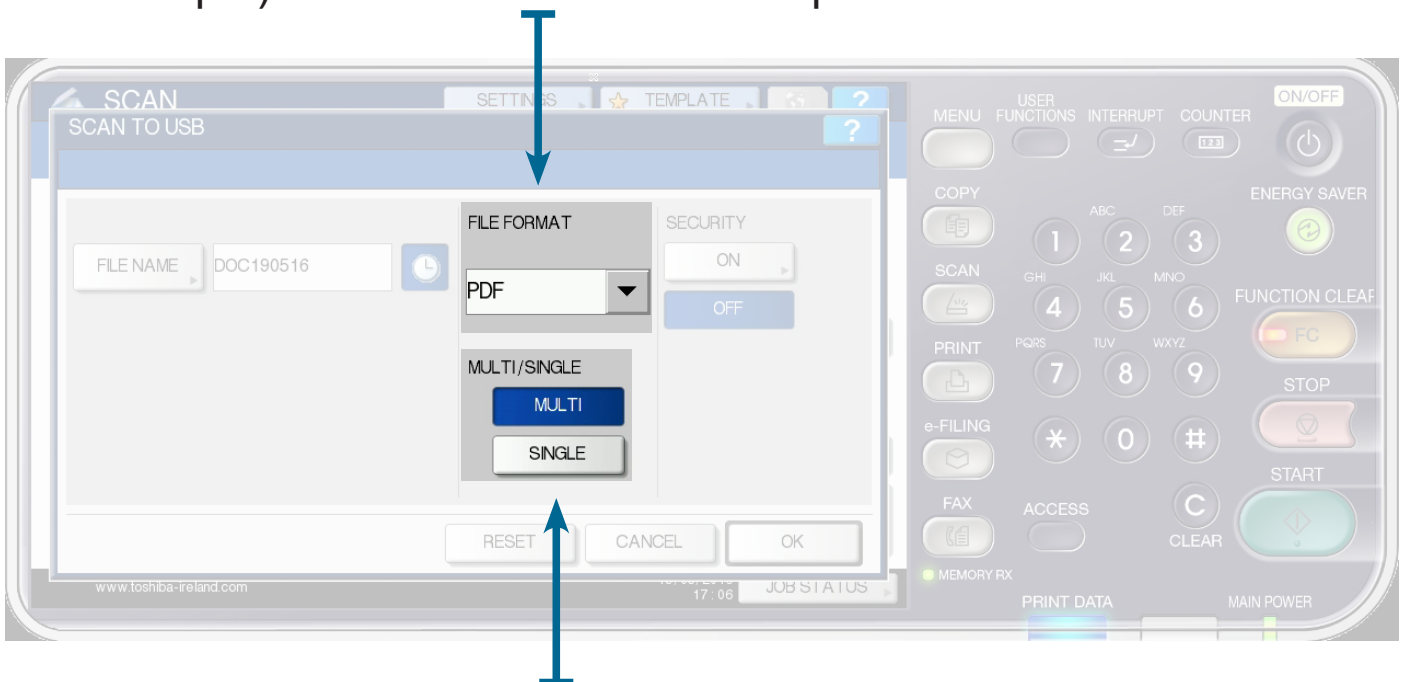 SCAN
SETTINGS
TEMPLATE
?
SCAN TO USB
?
FILE NAME
DOC190516
FILE FORMAT
PDF
MULTI/SINGLE
MULTI
SINGLE
SECURITY
ON
OFF
RESET
CANCEL
OK
www.toshiba-ireland.com
17:06
JOB STATUS
MENU
USER
FUNCTIONS
INTERRUPT
COUNTER
123
ON/OFF
COPY
ENERGY SAVER
ABC
DEF
1
2
3
SCAN
GHI
JKL
MNO
4
5
6
FUNCTION CLEAR
FC
PRINT
PQRS
TUV
WXYZ
7
8
9
STOP
e-FILING
*
0
#
START
FAX
ACCESS
C
CLEAR
MEMORY RX
PRINT DATA
MAIN POWER